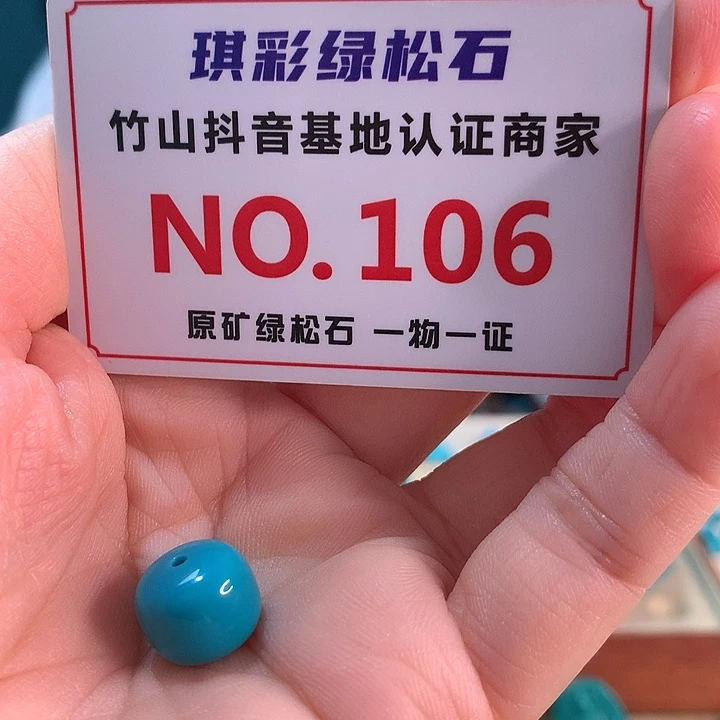 琪彩绿松石
竹山抖音基地认证商家
NO.106
原矿绿松石 一物一证